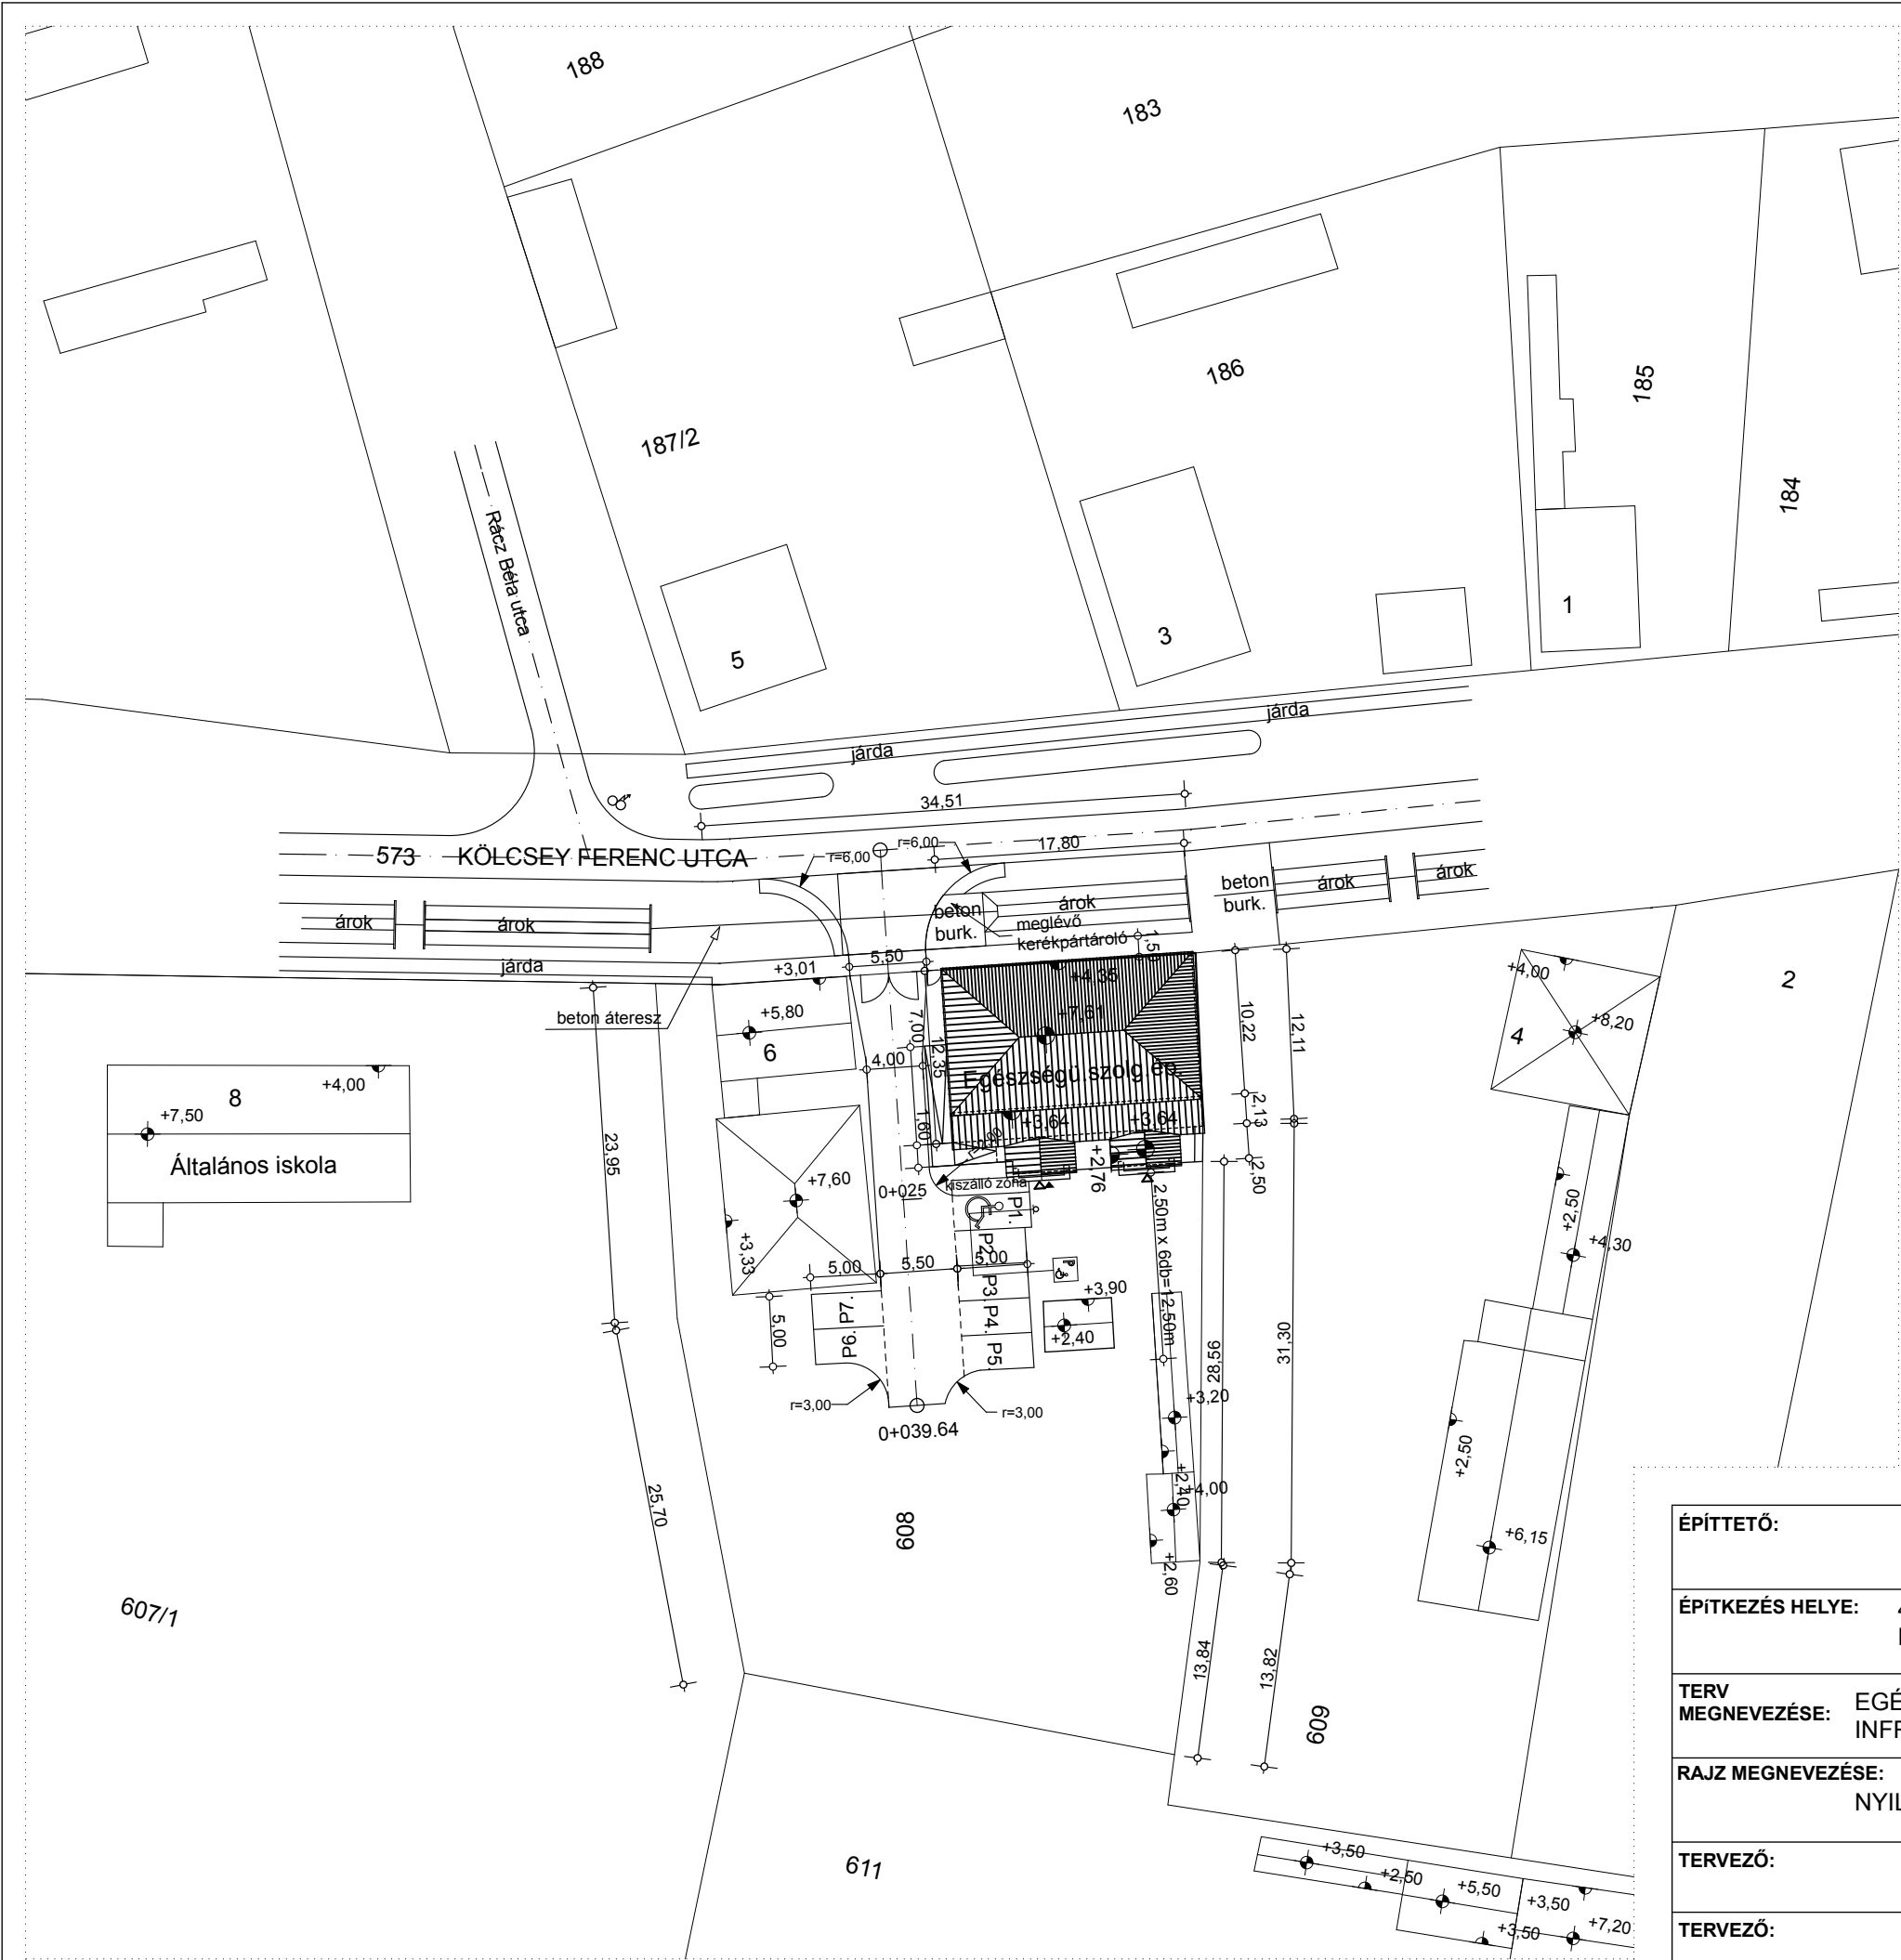 188
183
186
185
187/2
184
Rácz Béla utca
5
3
1
járda
járda
34,51
573
KÖLCSEY FERENC UTCA
r=6,00
r=6,00
17,80
árok
árok
beton
burk.
árok
meglévő
kerékpártároló
beton
burk.
árok
árok
járda
+3,01
5,50
1,50
+4,35
+4,00
2
beton áteresz
+5,80
6
7,00
12,35
4,00
+7,61
10,22
12,11
4
+8,20
Egészségü.szolg.ép.
8
+4,00
+7,50
Általános iskola
23,95
1,60
+3,64
+3,64
2,13
2,50
+2,76
+7,60
0+025
kiszálló zóna
P1.
+3,33
P2.
2,50m x 6db=12,50m
+2,50
+4,30
5,00
5,50
5,00
P3.
P4.
P5.
P7.
P6.
5,00
+3,90
+2,40
28,56
31,30
r=3,00
r=3,00
0+039.64
+3,20
+2,40
+4,00
+2,60
+2,50
+6,15
25,70
608
607/1
13,84
13,82
609
611
+3,50
+2,50
+5,50
+3,50
+3,50
+7,20
ÉPÍTTETŐ:
ÉPíTKEZÉS HELYE:
TERV
MEGNEVEZÉSE:
EGÉ
INF
RAJZ MEGNEVEZÉSE:
NYIL
TERVEZŐ:
TERVEZŐ: